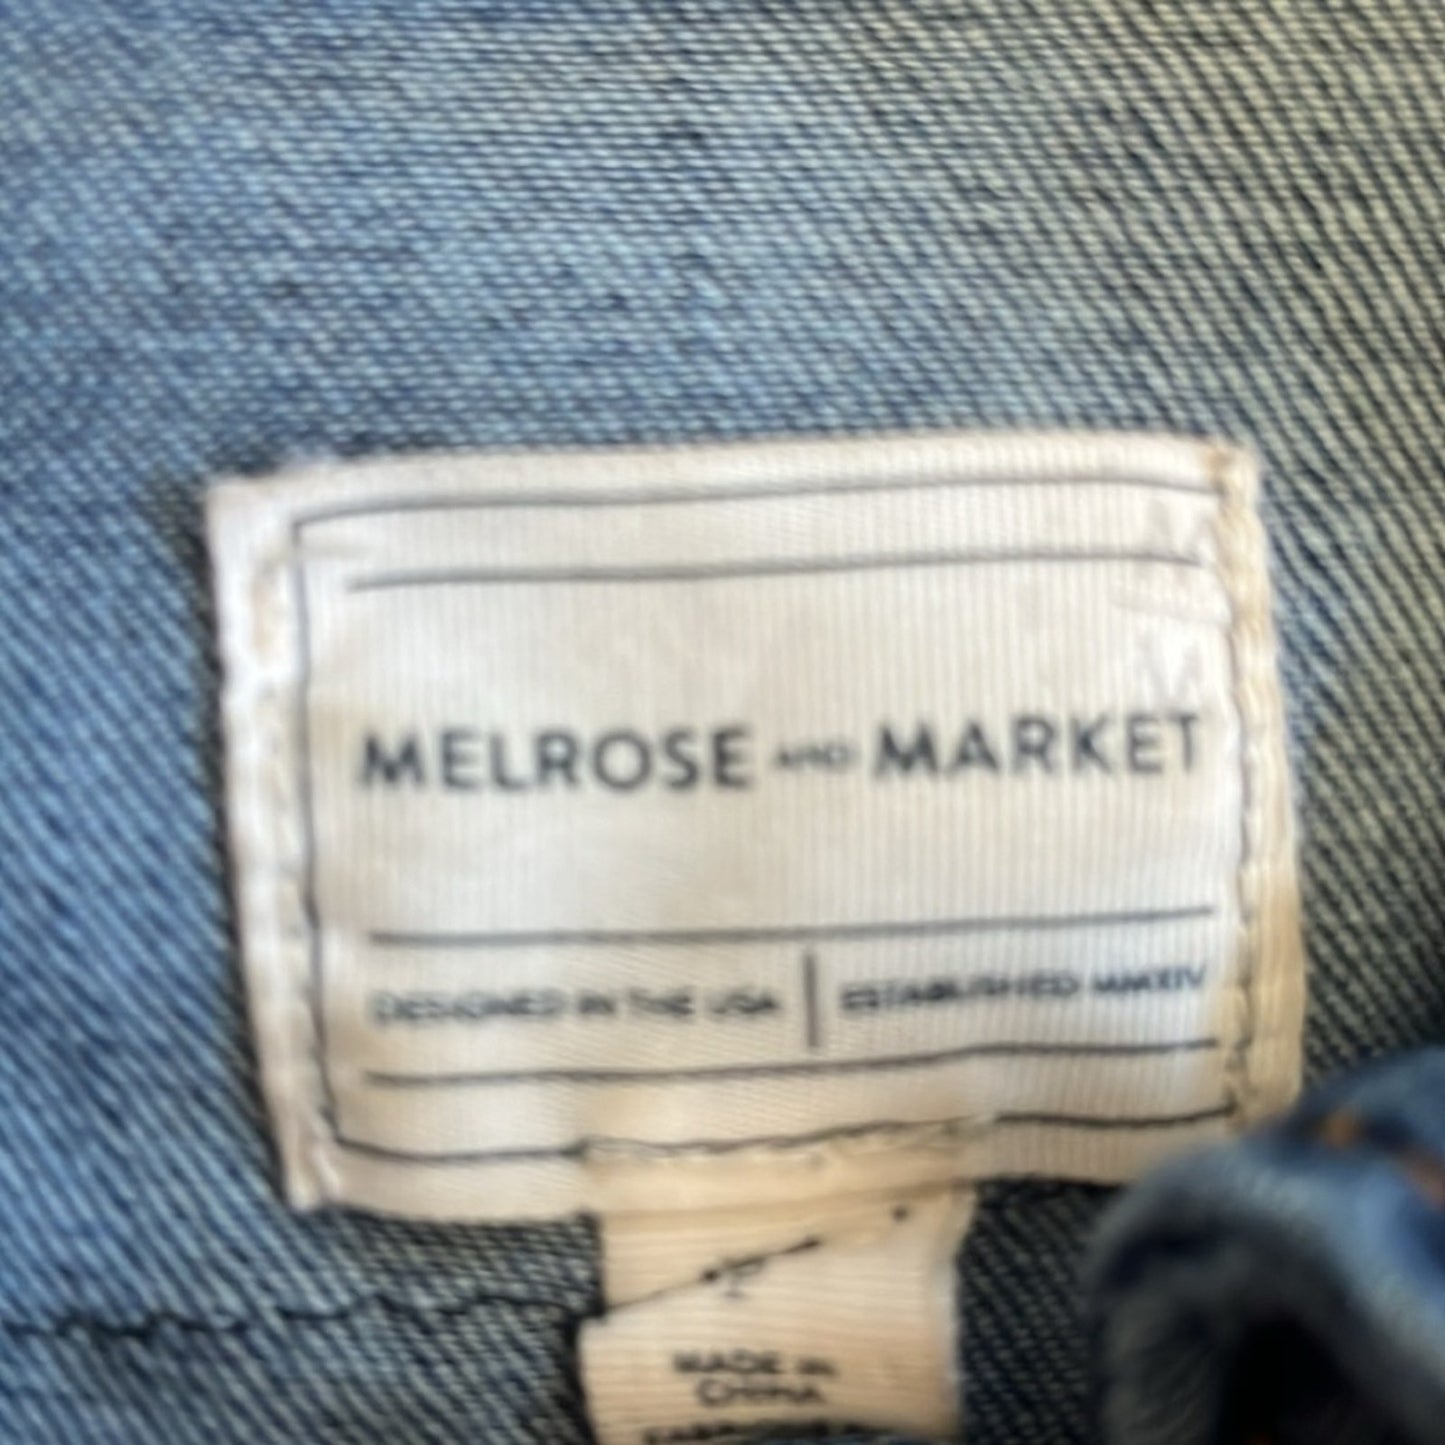 MELROSE AND MARKET
DESIGNED IN THE USA | ESTABLISHED MMXIV
MADE IN
CHINA